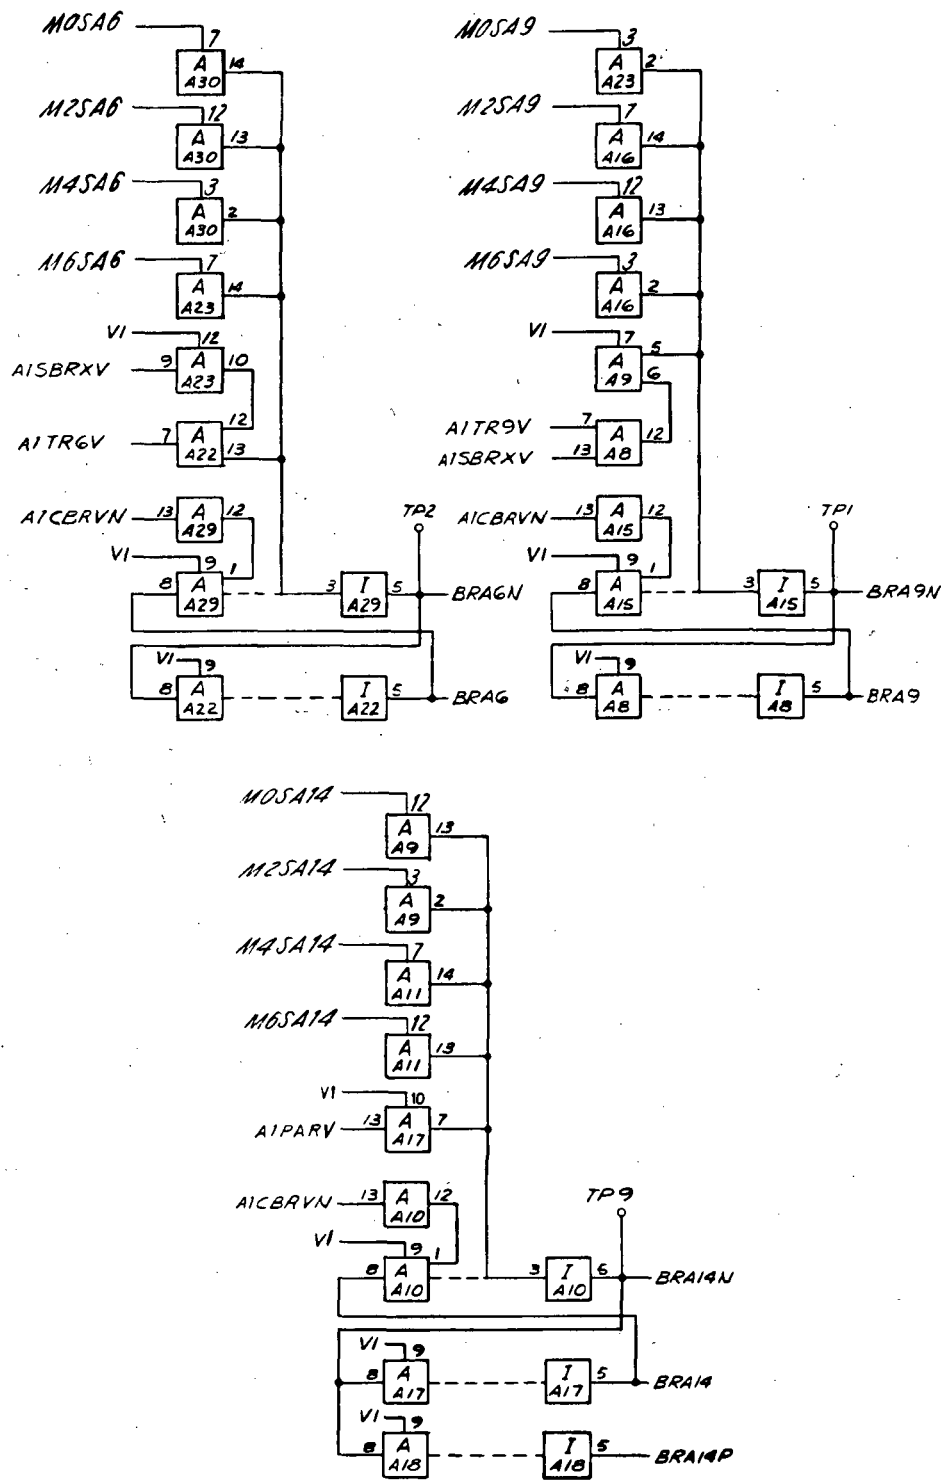 M0SA6
7
A
A30
14
M2SA6
12
A
A30
13
M4SA6
3
A
A30
2
M6SA6
7
A
A23
14
V1
12
A1SBRXV
9
A
A23
10
A1TR6V
7
A
A22
12
13
A1CBRVN
13
A
A29
12
V1
9
8
A
A29
1
3
I
A29
5
TP2
BRA6N
V1
9
8
A
A22
I
A22
5
BRA6
M0SA9
3
A
A23
2
M2SA9
7
A
A16
14
M4SA9
12
A
A16
13
M6SA9
3
A
A16
2
V1
7
A
A9
5
6
A1TR9V
7
A1SBRXV
13
A
A8
12
A1CBRVN
13
A
A15
12
V1
9
8
A
A15
1
3
I
A15
5
TP1
BRA9N
V1
9
8
A
A8
I
A8
5
BRA9
M0SA14
12
A
A9
13
M2SA14
3
A
A9
2
M4SA14
7
A
A11
14
M6SA14
12
A
A11
13
V1
10
A1PARV
13
A
A17
7
A1CBRVN
13
A
A10
12
V1
9
8
A
A10
1
3
I
A10
6
TP9
BRA14N
V1
9
8
A
A17
I
A17
5
BRA14
V1
9
8
A
A18
I
A18
5
BRA14P